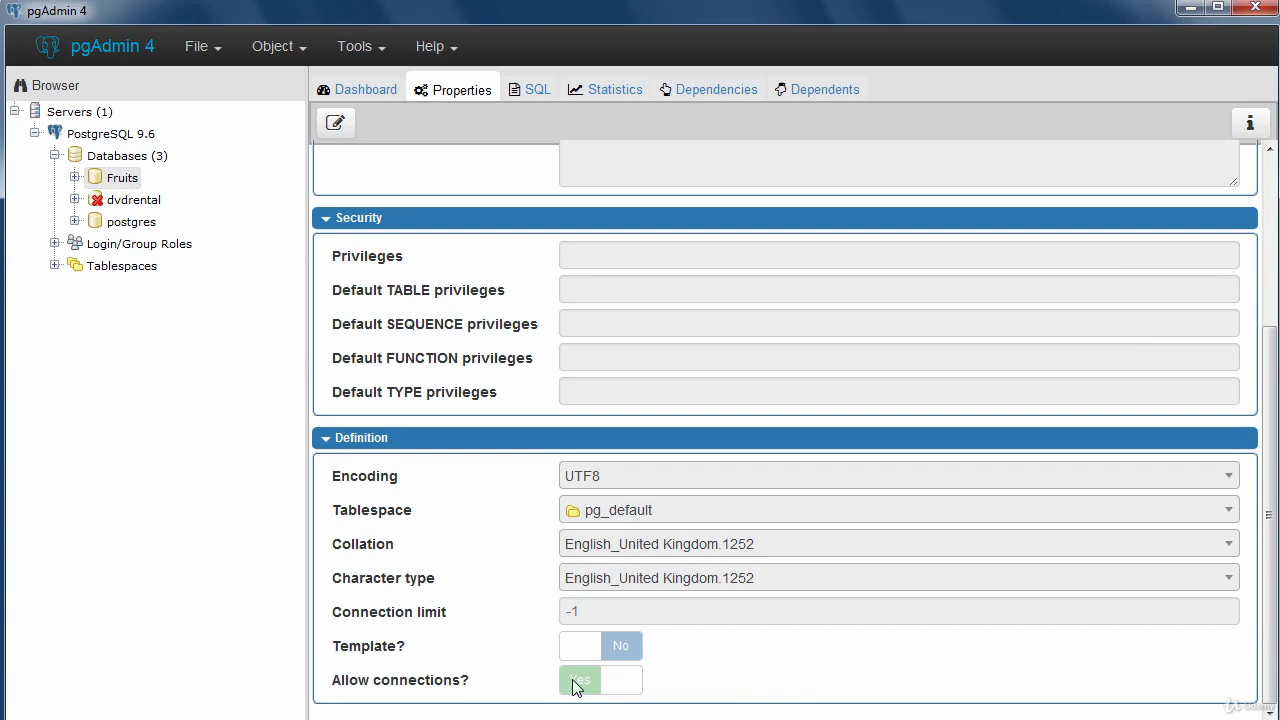 pgAdmin 4
pgAdmin 4 File Object Tools Help
Browser
Dashboard Properties SQL Statistics Dependencies Dependents
Servers (1)
PostgreSQL 9.6
Databases (3)
Fruits
dvdrental
postgres
Login/Group Roles
Tablespaces
Security
Privileges
Default TABLE privileges
Default SEQUENCE privileges
Default FUNCTION privileges
Default TYPE privileges
Definition
Encoding UTF8
Tablespace pg_default
Collation English_United Kingdom.1252
Character type English_United Kingdom.1252
Connection limit -1
Template? No
Allow connections? Yes
Udemy